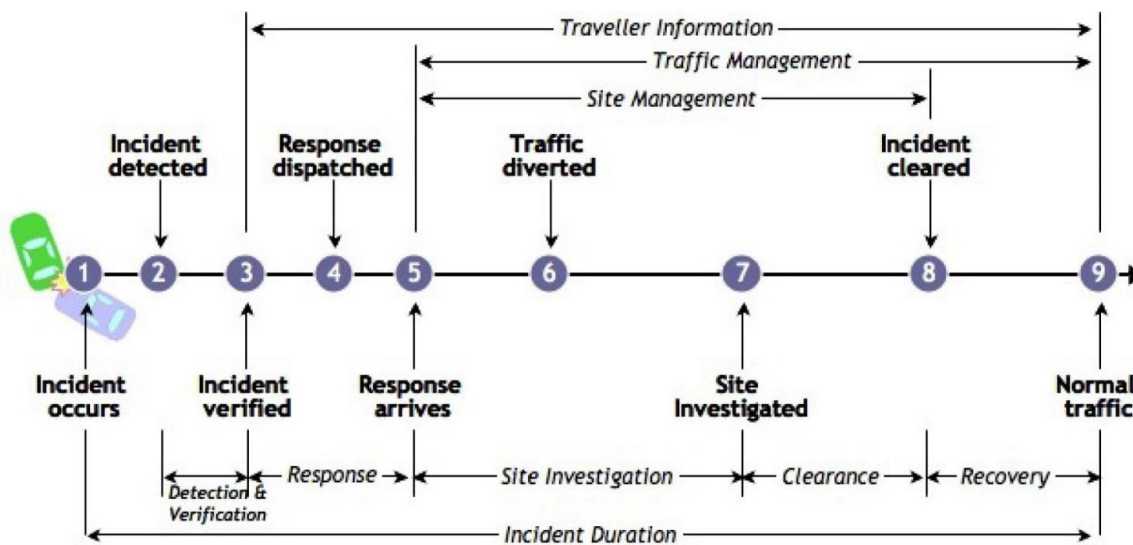 Traveller Information
Traffic Management
Site Management
Incident
detected
Response
dispatched
Traffic
diverted
Incident
cleared
1 2 3 4 5 6 7 8 9
Incident
occurs
Incident
verified
Response
arrives
Site
Investigated
Normal
traffic
Detection &
Verification
Response
Site Investigation
Clearance
Recovery
Incident Duration